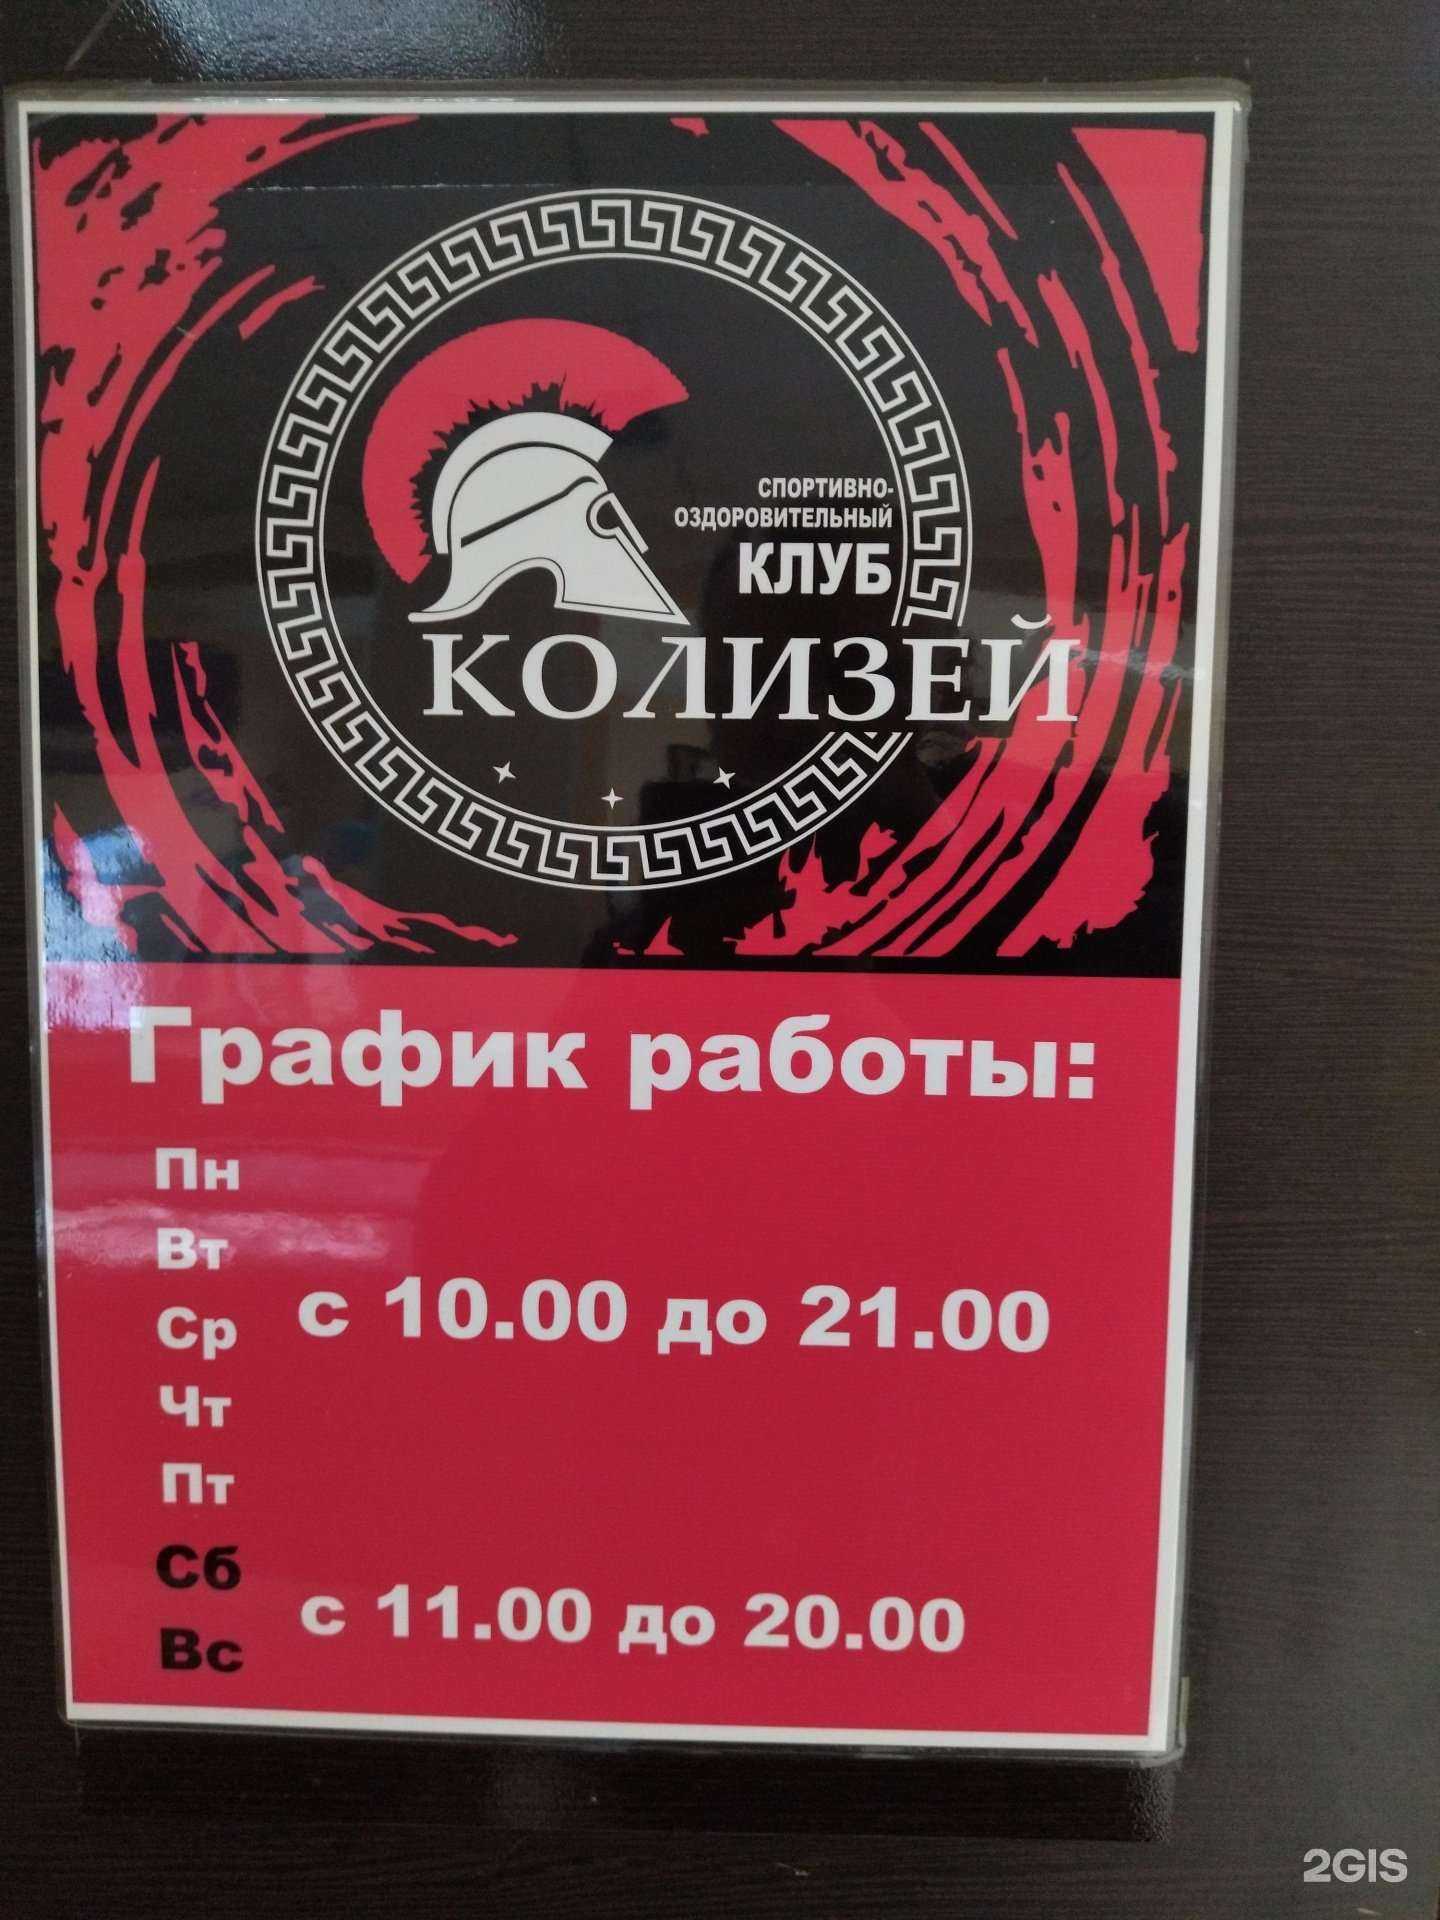 СПОРТИВНО-
ОЗДОРОВИТЕЛЬНЫЙ
КЛУБ
КОЛИЗЕЙ
График работы:
Пн
Вт
Ср
Чт
Пт
с 10.00 до 21.00
Сб
Вс
с 11.00 до 20.00
2GIS